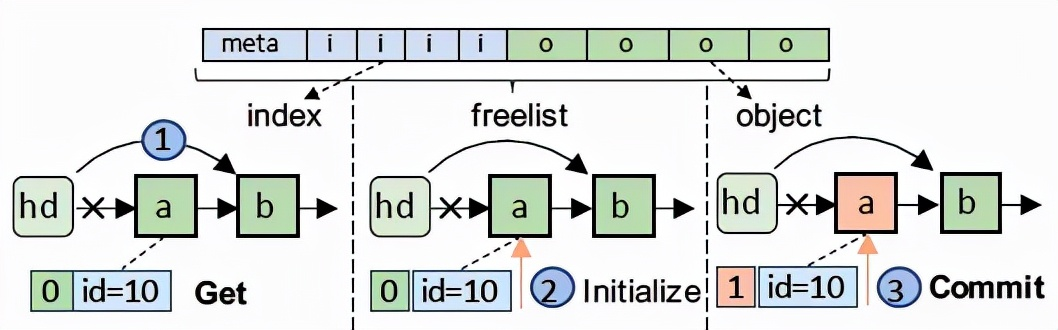 meta i i i i o o o o
index freelist object
1
hd a b hd a b hd a b
0 id=10 Get 0 id=10 2 Initialize 1 id=10 3 Commit